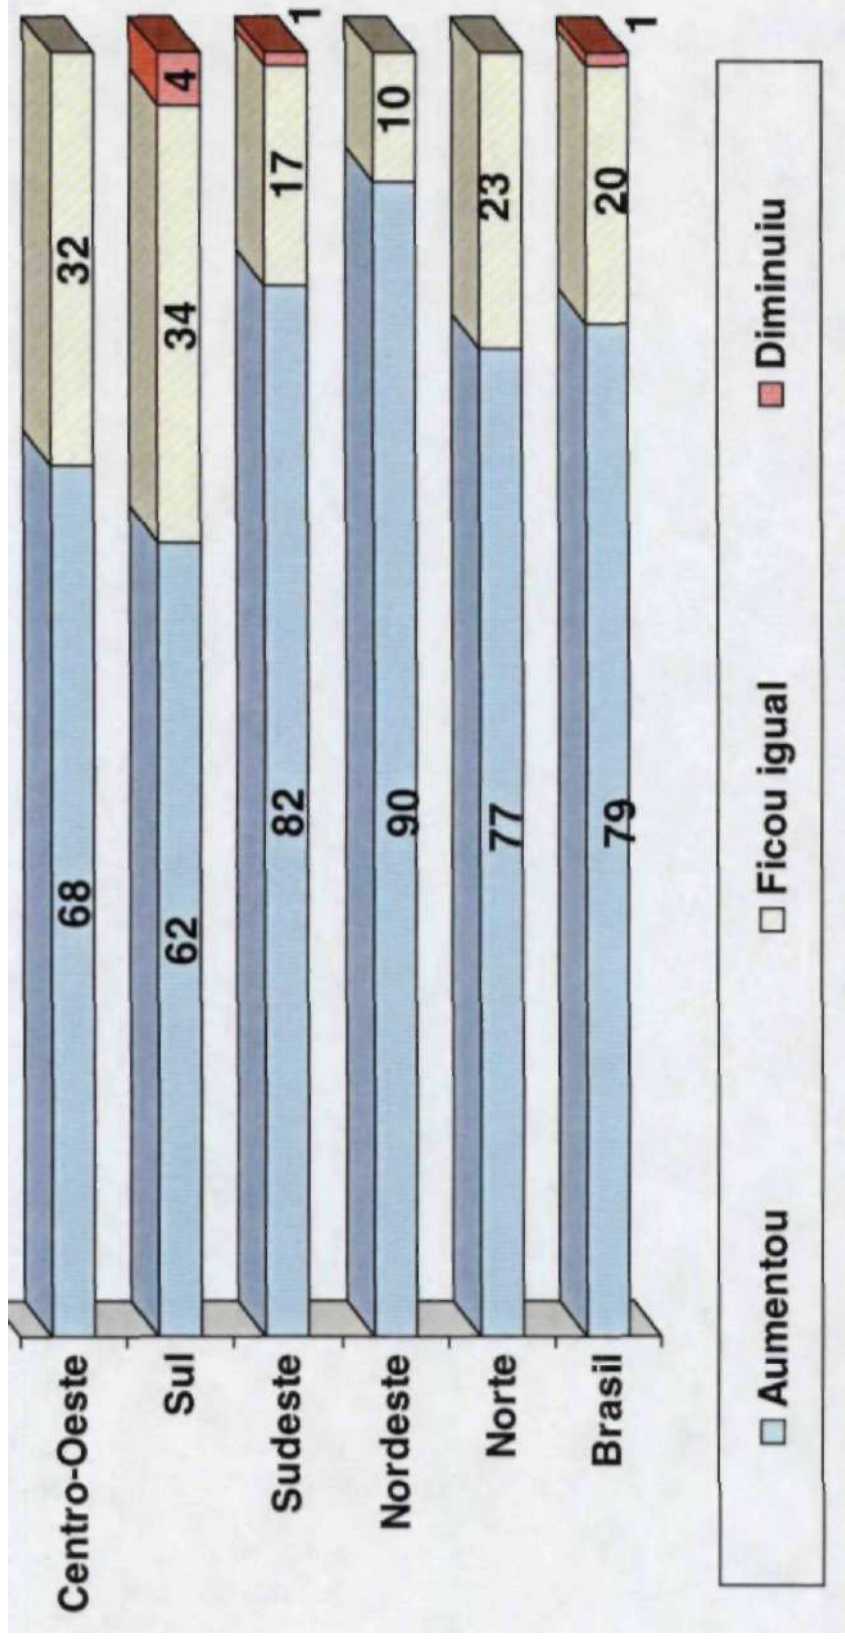 Centro-Oeste 68 32
Sul 62 34 4
Sudeste 82 17 1
Nordeste 90 10
Norte 77 23
Brasil 79 20 1
Aumentou Ficou igual Diminuiu